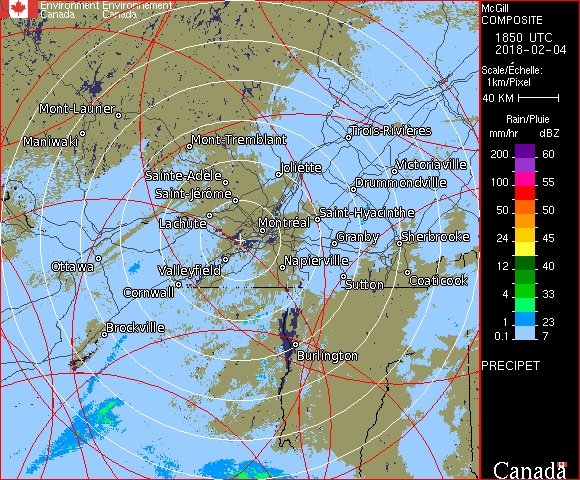 Environment Environnement
Canada Canada
McGill
COMPOSITE
1850 UTC
2018-02-04
Scale/Échelle:
1km/Pixel
40 KM
Rain/Pluie
mm/hr dBZ
200 60
100 55
50 50
24 45
12 40
4 33
1 23
0.1 7
PRECIPET
Mont-Laurier
Maniwaki
Mont-Tremblant
Trois-Rivières
Joliette
Victoriaville
Sainte-Adèle
Drummondville
Saint-Jérôme
Saint-Hyacinthe
Lachute
Montréal
Granby
Sherbrooke
Ottawa
Napierville
Valleyfield
Coaticook
Sutton
Cornwall
Brockville
Burlington
Canada